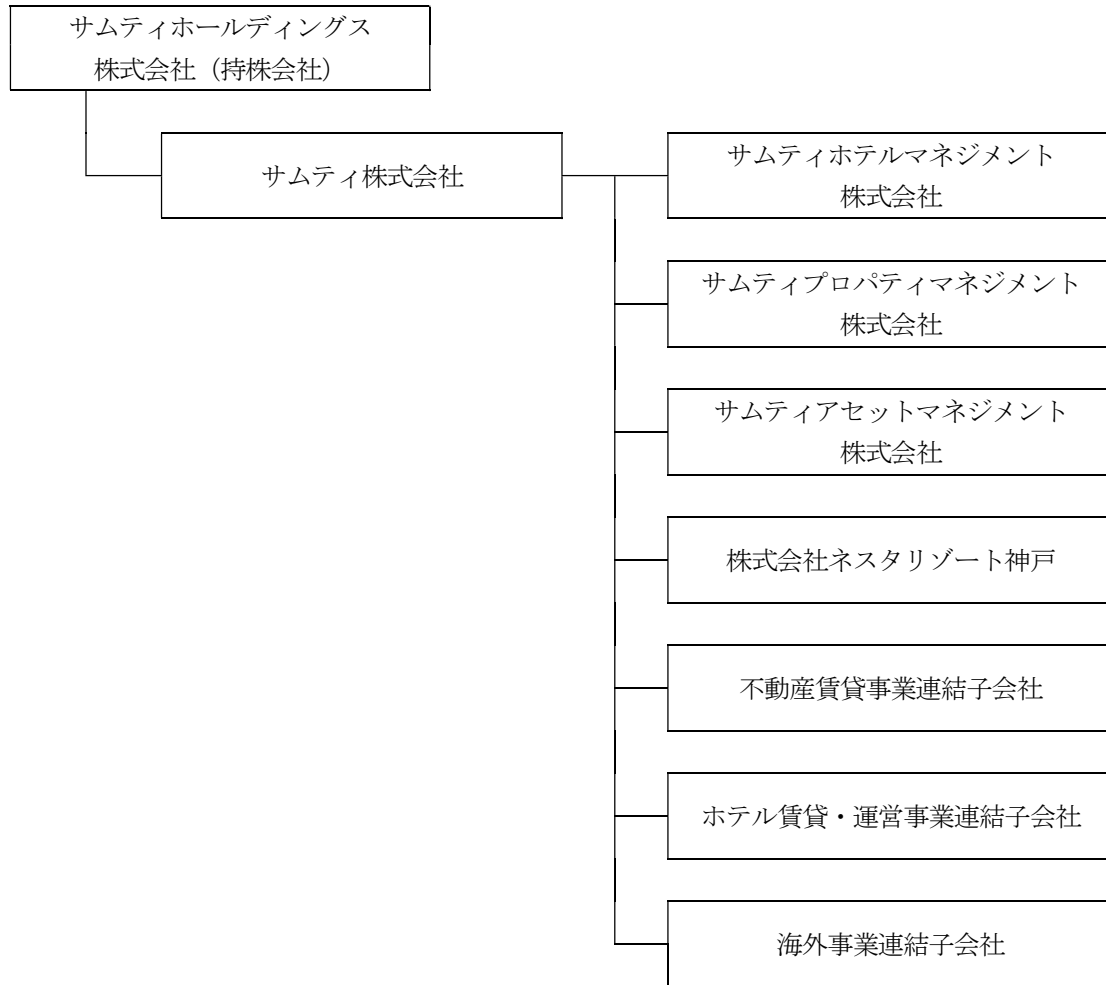 サムティホールディングス
株式会社（持株会社）
サムティ株式会社
サムティホテルマネジメント
株式会社
サムティプロパティマネジメント
株式会社
サムティアセットマネジメント
株式会社
株式会社ネスタリゾート神戸
不動産賃貸事業連結子会社
ホテル賃貸・運営事業連結子会社
海外事業連結子会社